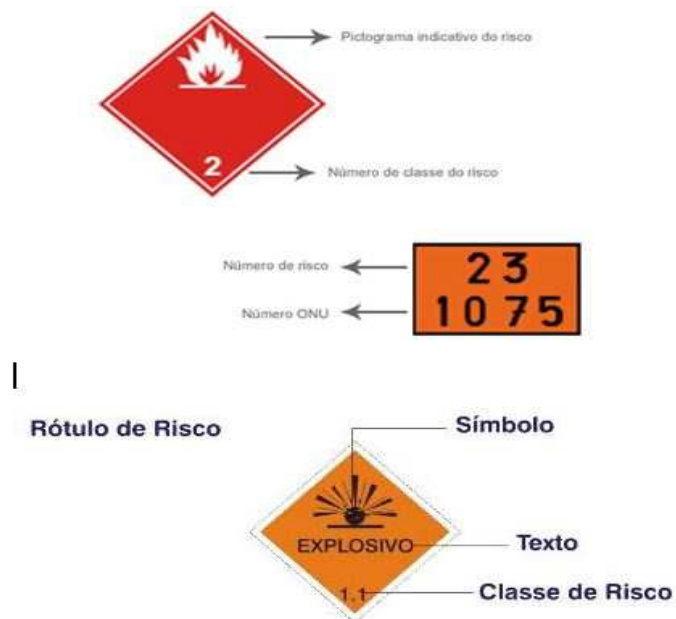 Pictograma indicativo do risco
2
Número de classe do risco
Número de risco
23
Número ONU
1075
Rótulo de Risco
Símbolo
EXPLOSIVO
Texto
1.1
Classe de Risco